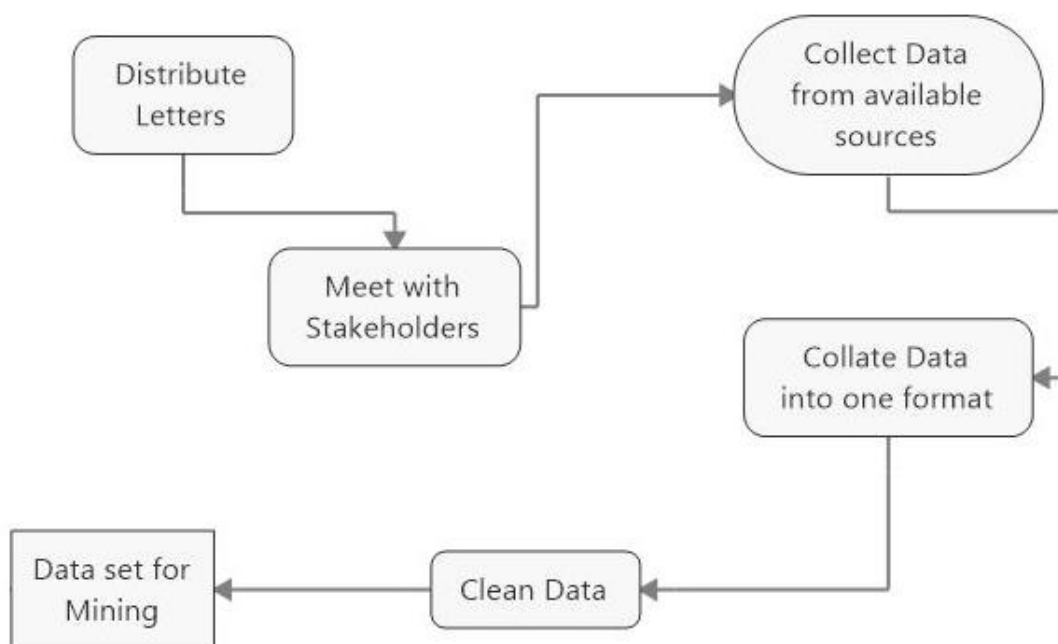 Distribute
Letters
Meet with
Stakeholders
Collect Data
from available
sources
Collate Data
into one format
Clean Data
Data set for
Mining